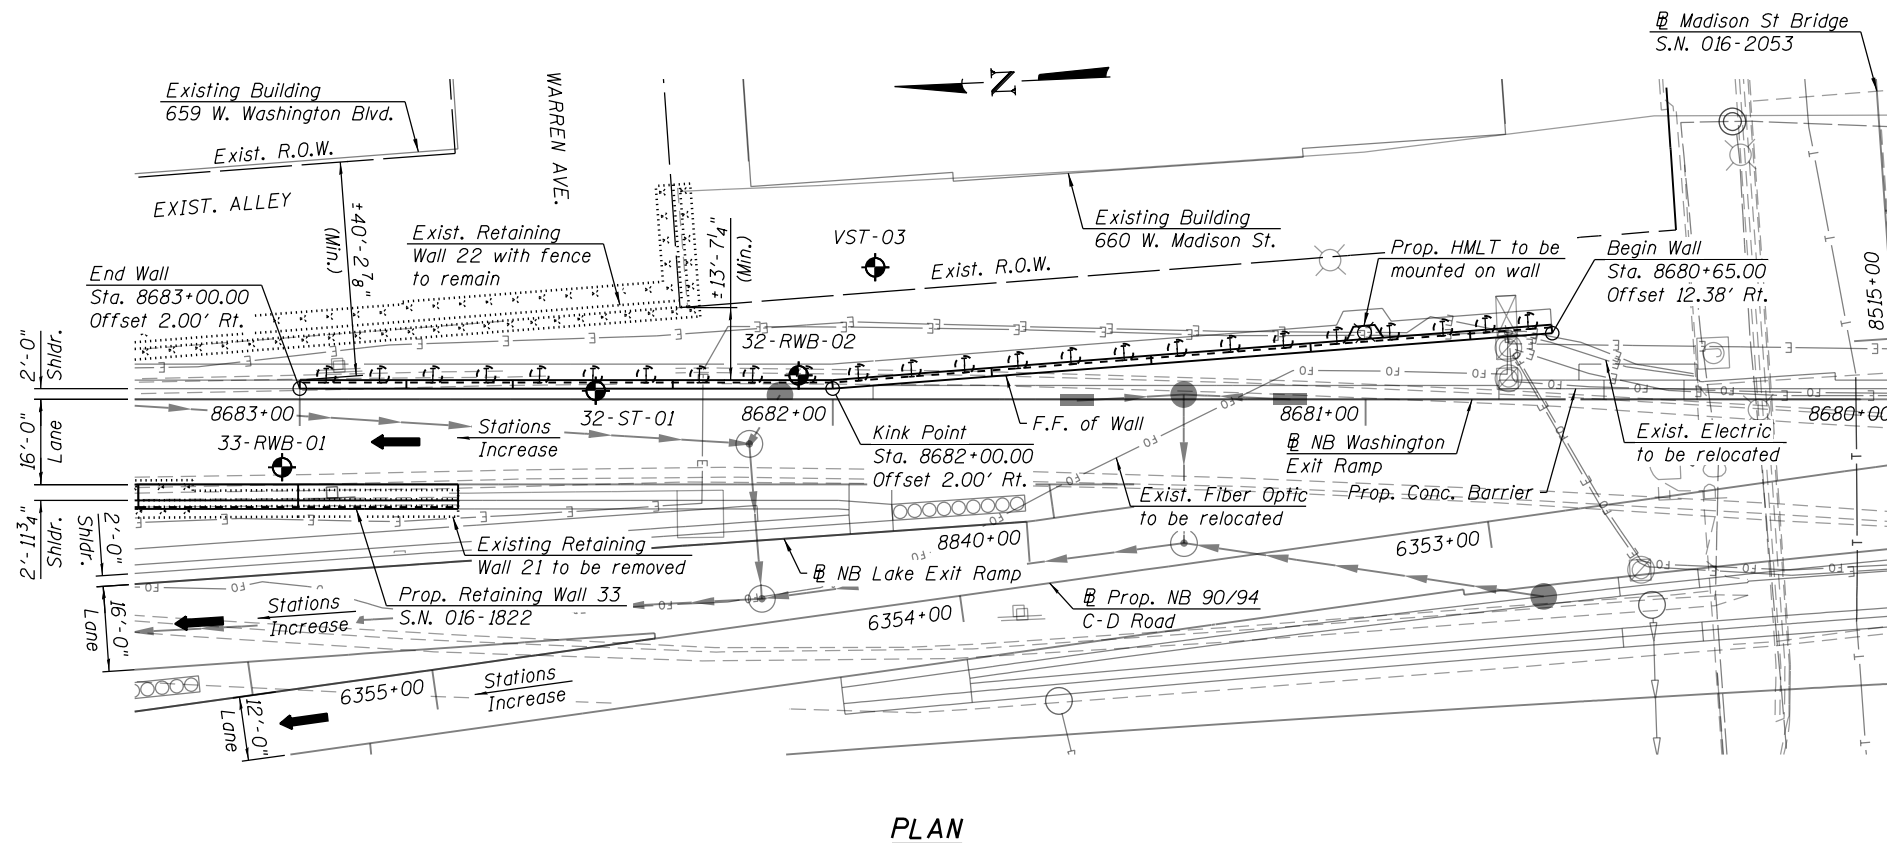 ℄ Madison St Bridge
S.N. 016-2053
Existing Building
659 W. Washington Blvd.
Exist. R.O.W.
EXIST. ALLEY
WARREN AVE.
Z
±40'-2⅞"
(Min.)
Exist. Retaining
Wall 22 with fence
to remain
±13'-7¼"
(Min.)
VST-03
Existing Building
660 W. Madison St.
Exist. R.O.W.
Prop. HMLT to be
mounted on wall
Begin Wall
Sta. 8680+65.00
Offset 12.38' Rt.
8515+00
End Wall
Sta. 8683+00.00
Offset 2.00' Rt.
2'-0"
Shldr.
32-RWB-02
8683+00
32-ST-01
8682+00
8681+00
8680+00
16'-0"
Lane
33-RWB-01
Stations
Increase
Kink Point
Sta. 8682+00.00
Offset 2.00' Rt.
F.F. of Wall
℄ NB Washington
Exit Ramp
Exist. Electric
to be relocated
Prop. Conc. Barrier
Exist. Fiber Optic
to be relocated
2'-11¾"
Shldr.
2'-0"
Shldr.
Existing Retaining
Wall 21 to be removed
8840+00
℄ NB Lake Exit Ramp
6353+00
Prop. Retaining Wall 33
S.N. 016-1822
℄ Prop. NB 90/94
C-D Road
16'-0"
Lane
Stations
Increase
6354+00
6355+00
Stations
Increase
12'-0"
Lane
PLAN